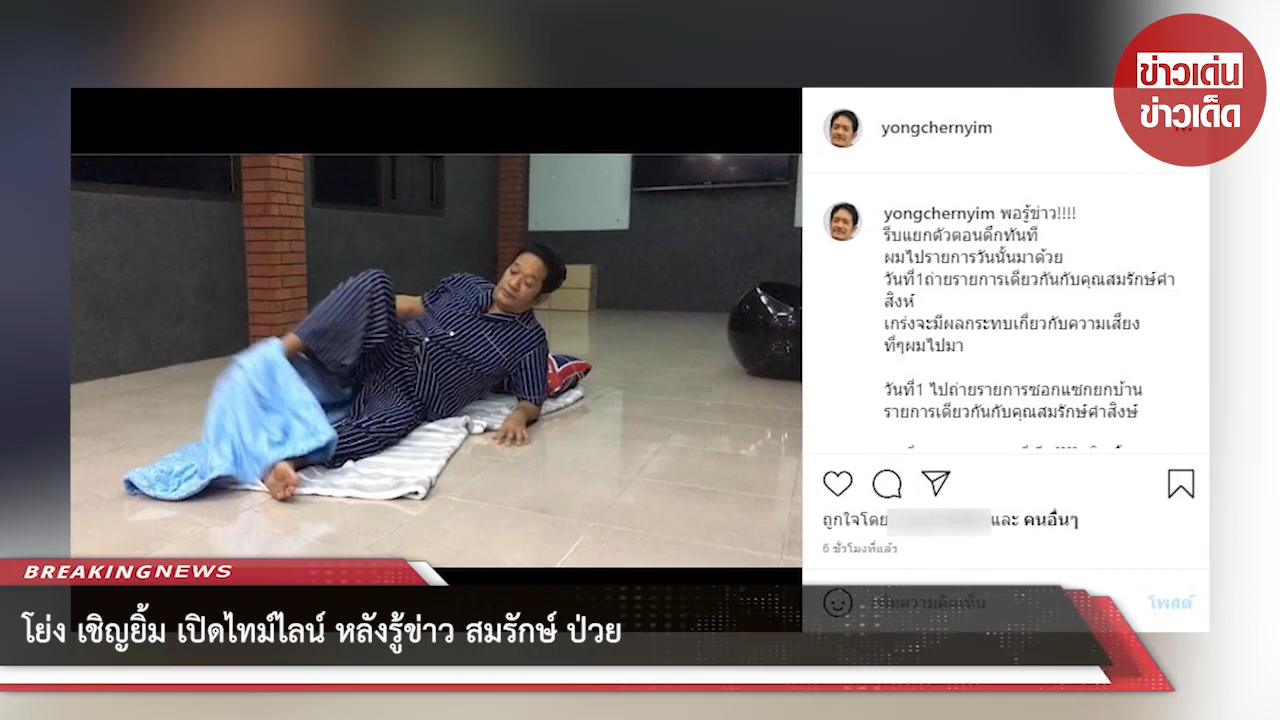 ข่าวเด่น
ข่าวเด็ด
yongchernyim
yongchernyim พอรู้ข่าว!!!!
รีบแยกตัวตอนดึกทันที
ผมไปรายการวันนั้นมาด้วย
วันที่1ถ่ายรายการเดียวกันกับคุณสมรักษ์คำ
สิงห์
เกรงจะมีผลกระทบเกี่ยวกับความเสี่ยง
ที่ๆผมไปมา
วันที่1 ไปถ่ายรายการซอกแซกยกบ้าน
รายการเดียวกันกับคุณสมรักษ์คำสิงษ์
ถูกใจโดย และ คนอื่นๆ
6 ชั่วโมงที่แล้ว
โพสต์
BREAKINGNEWS
โย่ง เชิญยิ้ม เปิดไทม์ไลน์ หลังรู้ข่าว สมรักษ์ ป่วย